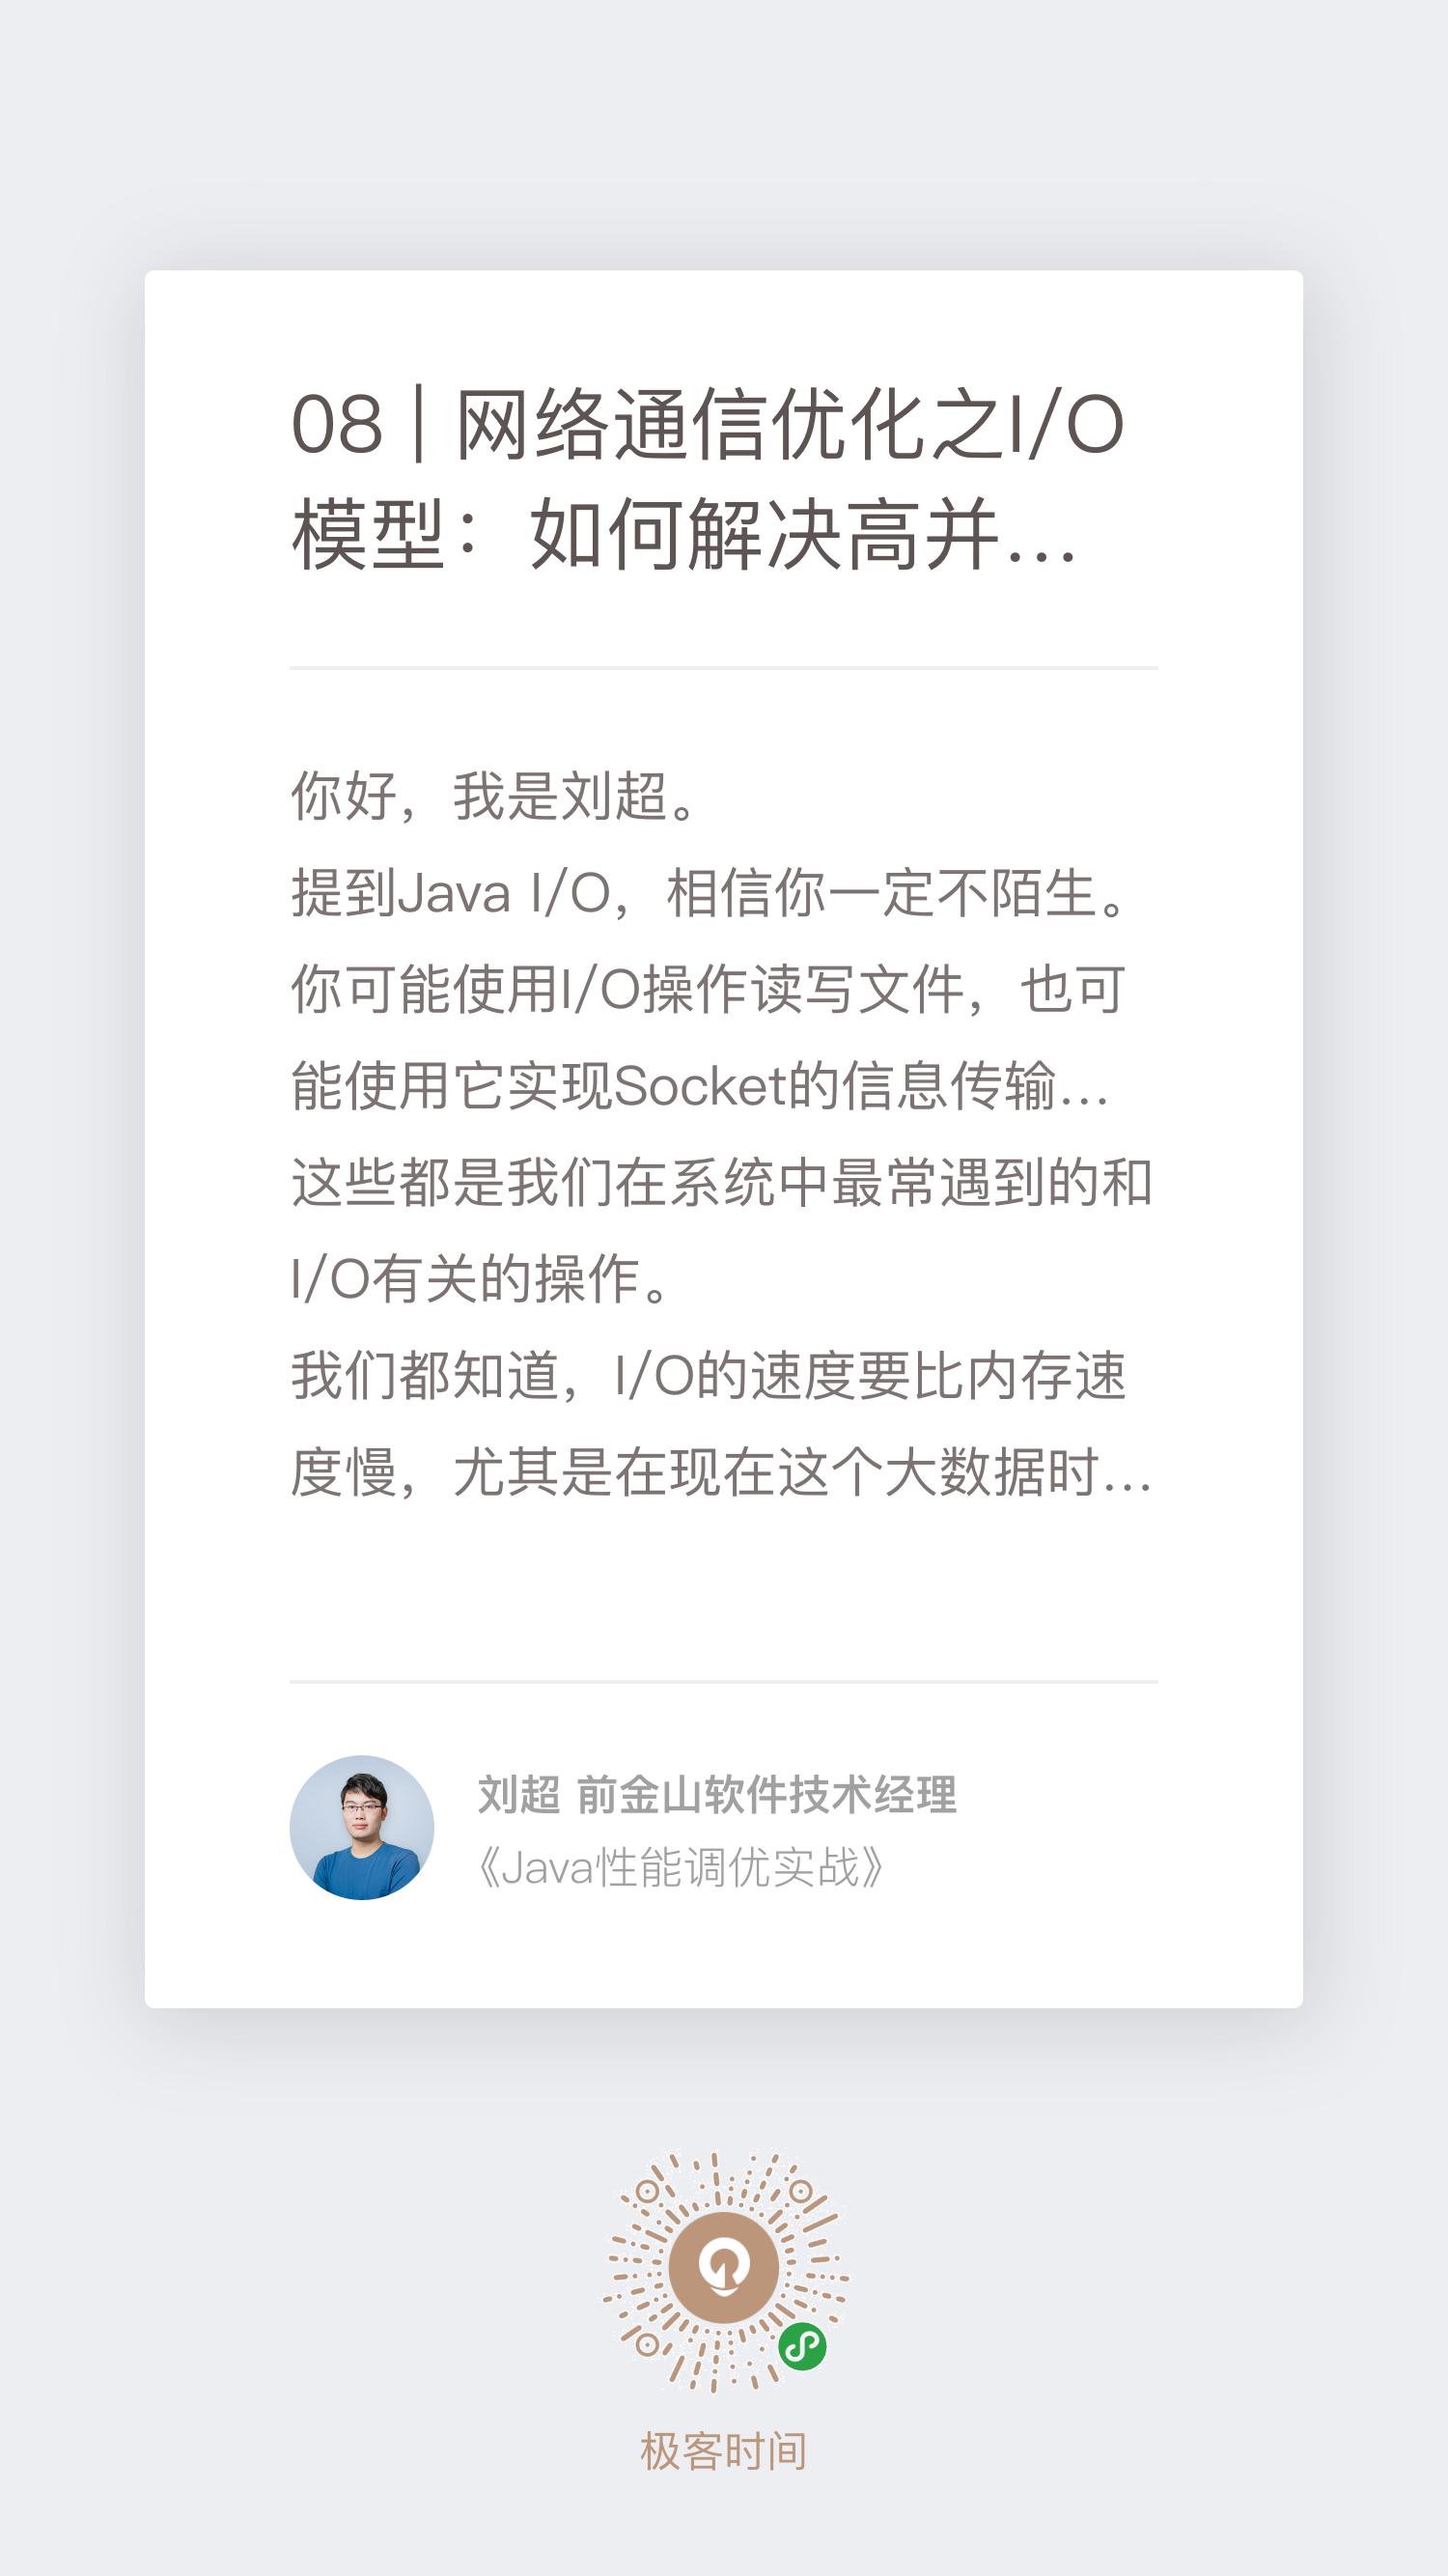 08 | 网络通信优化之I/O
模型：如何解决高并…
你好，我是刘超。
提到Java I/O，相信你一定不陌生。
你可能使用I/O操作读写文件，也可
能使用它实现Socket的信息传输…
这些都是我们在系统中最常遇到的和
I/O有关的操作。
我们都知道，I/O的速度要比内存速
度慢，尤其是在现在这个大数据时…
刘超 前金山软件技术经理
《Java性能调优实战》
极客时间